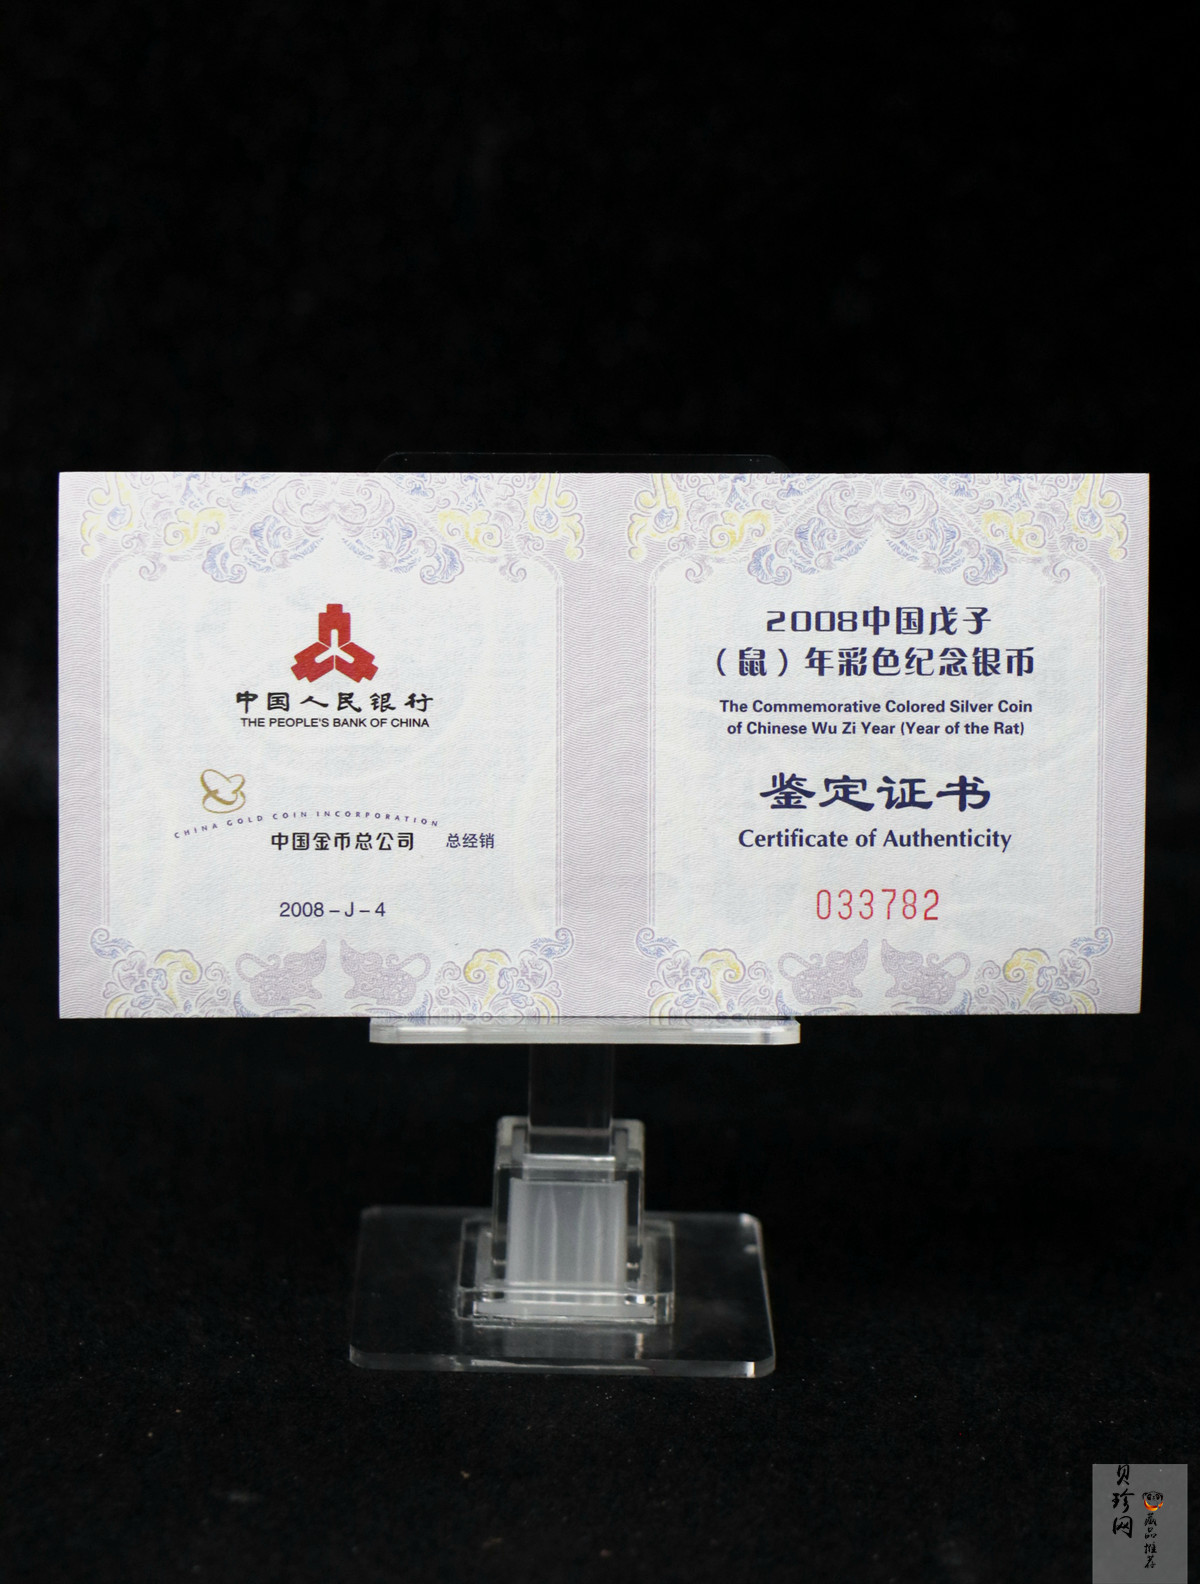 中国人民银行
THE PEOPLE'S BANK OF CHINA
CHINA GOLD COIN INCORPORATION
中国金币总公司 总经销
2008-J-4
2008中国戊子
（鼠）年彩色纪念银币
The Commemorative Colored Silver Coin
of Chinese Wu Zi Year (Year of the Rat)
鉴定证书
Certificate of Authenticity
033782
贝珍网
藏品推荐